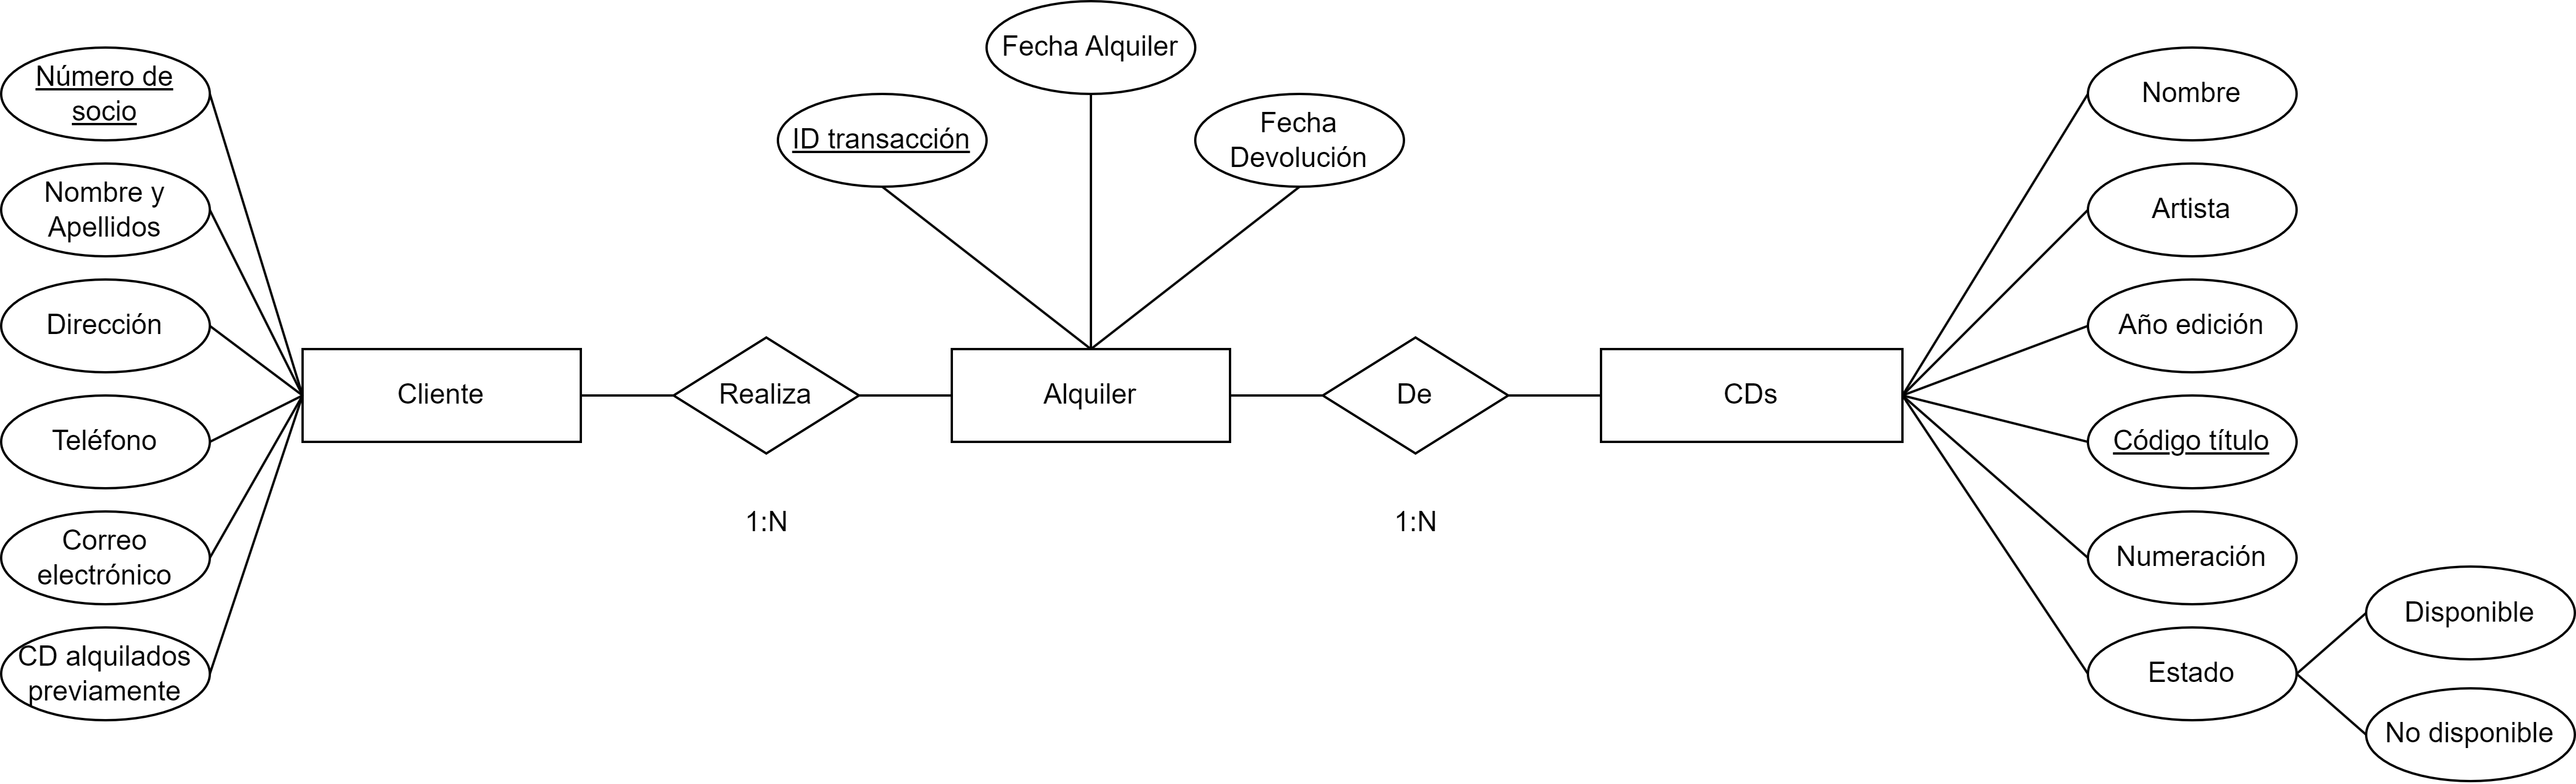 Número de
socio
Nombre y
Apellidos
Dirección
Teléfono
Correo
electrónico
CD alquilados
previamente
Cliente
Realiza
1:N
ID transacción
Fecha Alquiler
Fecha
Devolución
Alquiler
De
1:N
CDs
Nombre
Artista
Año edición
Código título
Numeración
Estado
Disponible
No disponible